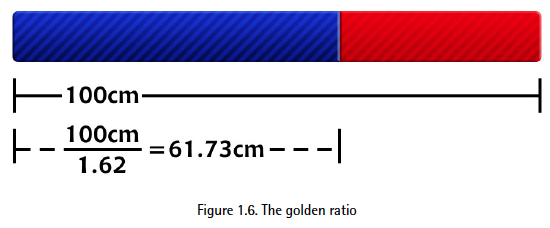 100cm
100cm
1.62
=61.73cm
Figure 1.6. The golden ratio